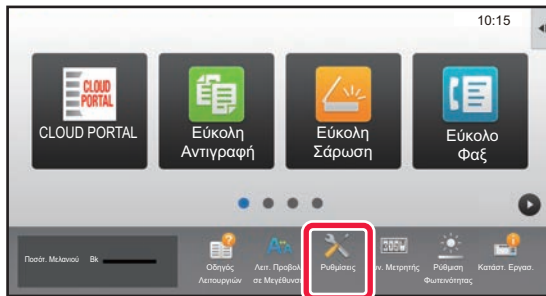 10:15
CLOUD
PORTAL
CLOUD PORTAL
Εύκολη
Αντιγραφή
Εύκολη
Σάρωση
Εύκολο
Φαξ
Ποσότ. Μελανιού Bk
Οδηγός
Λειτουργιών
Λειτ. Προβολ
σε Μεγέθυνσ
Ρυθμίσεις
ν. Μετρητής
Ρύθμιση
Φωτεινότητας
Κατάστ. Εργασ.